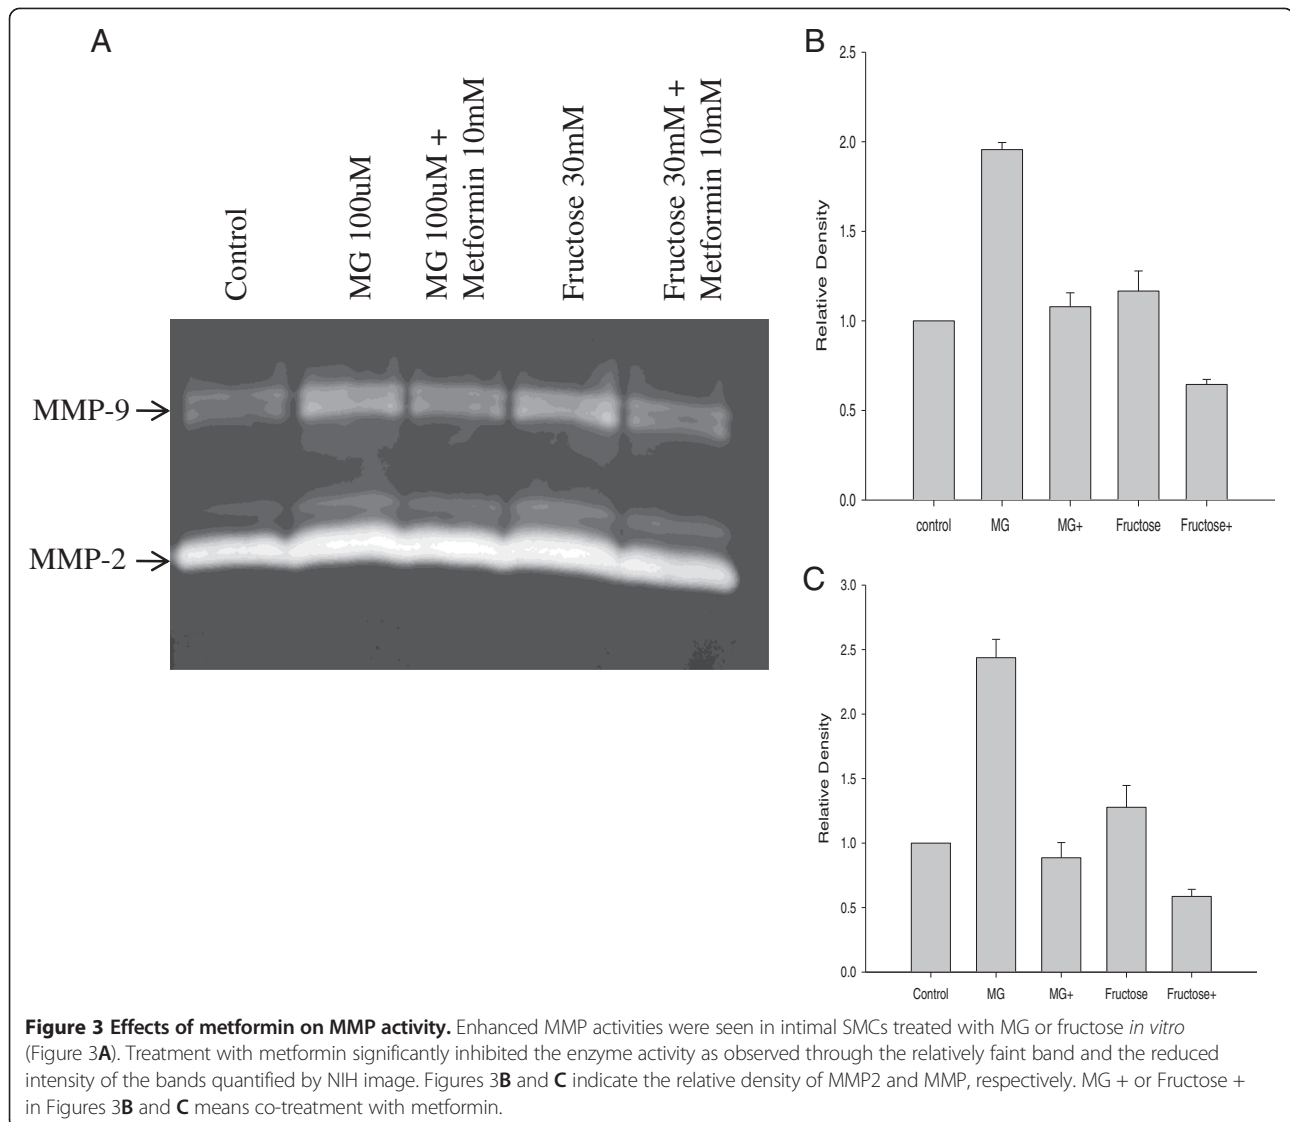 A
Control
MG 100uM
MG 100uM +
Metformin 10mM
Fructose 30mM
Fructose 30mM +
Metformin 10mM
MMP-9
MMP-2
B
2.5
2.0
1.5
1.0
0.5
0.0
Relative Density
control MG MG+ Fructose Fructose+
C
3.0
2.5
2.0
1.5
1.0
0.5
0.0
Relative Density
Control MG MG+ Fructose Fructose+
Figure 3 Effects of metformin on MMP activity. Enhanced MMP activities were seen in intimal SMCs treated with MG or fructose in vitro
(Figure 3A). Treatment with metformin significantly inhibited the enzyme activity as observed through the relatively faint band and the reduced
intensity of the bands quantified by NIH image. Figures 3B and C indicate the relative density of MMP2 and MMP, respectively. MG + or Fructose +
in Figures 3B and C means co-treatment with metformin.